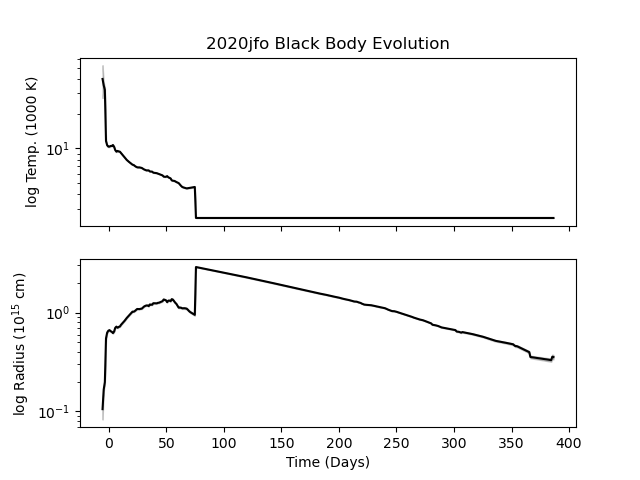 2020jfo Black Body Evolution
log Temp. (1000 K)
10¹
log Radius (10¹⁵ cm)
10⁰
10⁻¹
0 50 100 150 200 250 300 350 400
Time (Days)